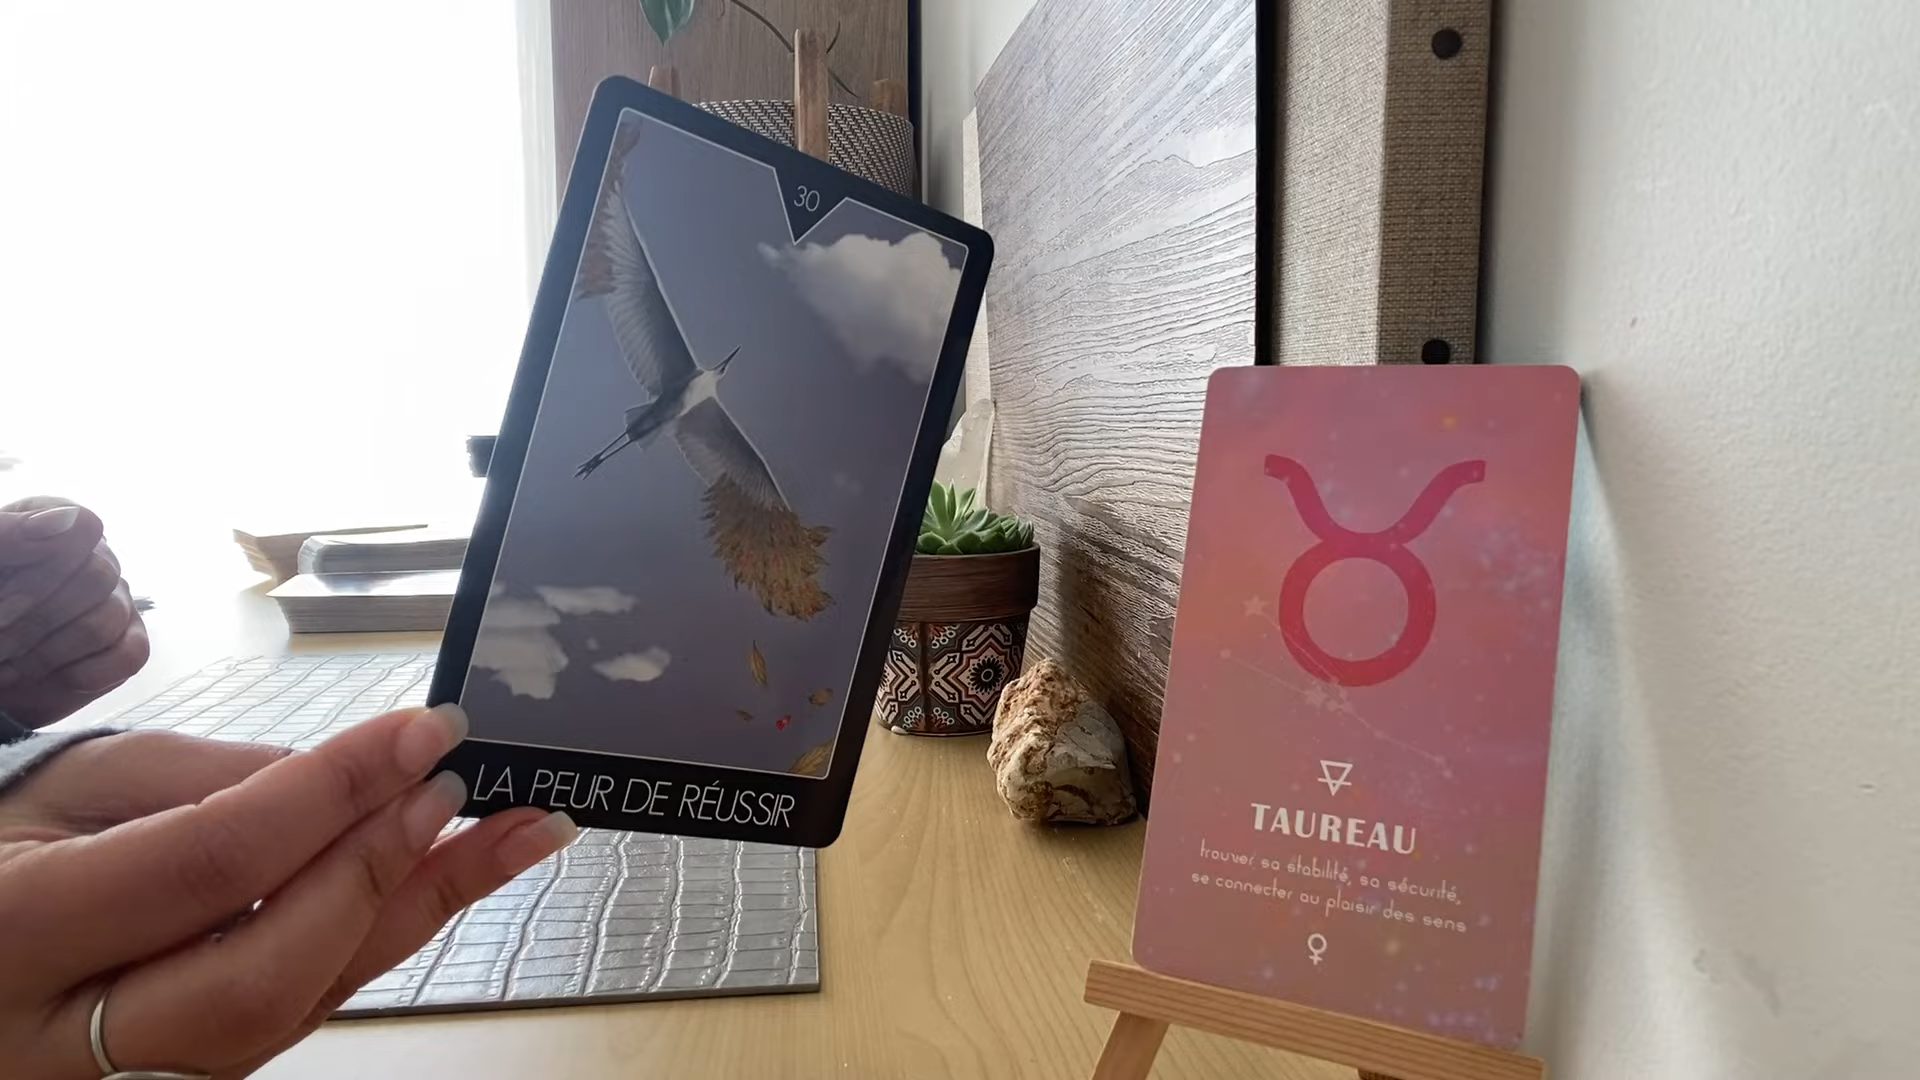 30
LA PEUR DE RÉUSSIR
TAUREAU
trouver sa stabilité, sa sécurité,
se connecter au plaisir des sens